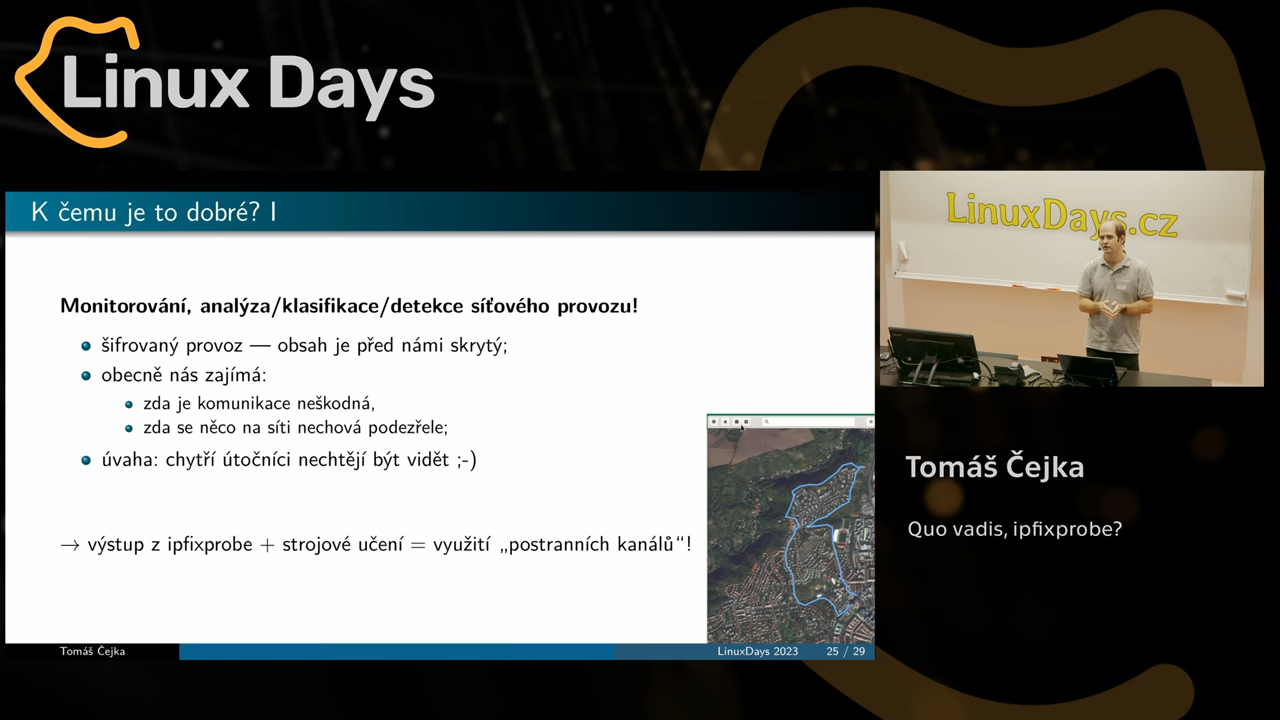 Linux Days
K čemu je to dobré? I
LinuxDays.cz
Monitorování, analýza/klasifikace/detekce síťového provozu!
šifrovaný provoz — obsah je před námi skrytý;
obecně nás zajímá:
zda je komunikace neškodná,
zda se něco na síti nechová podezřele;
úvaha: chytří útočníci nechtějí být vidět ;-)
→ výstup z ipfixprobe + strojové učení = využití „postranních kanálů“!
Tomáš Čejka
LinuxDays 2023
25 / 29
Tomáš Čejka
Quo vadis, ipfixprobe?